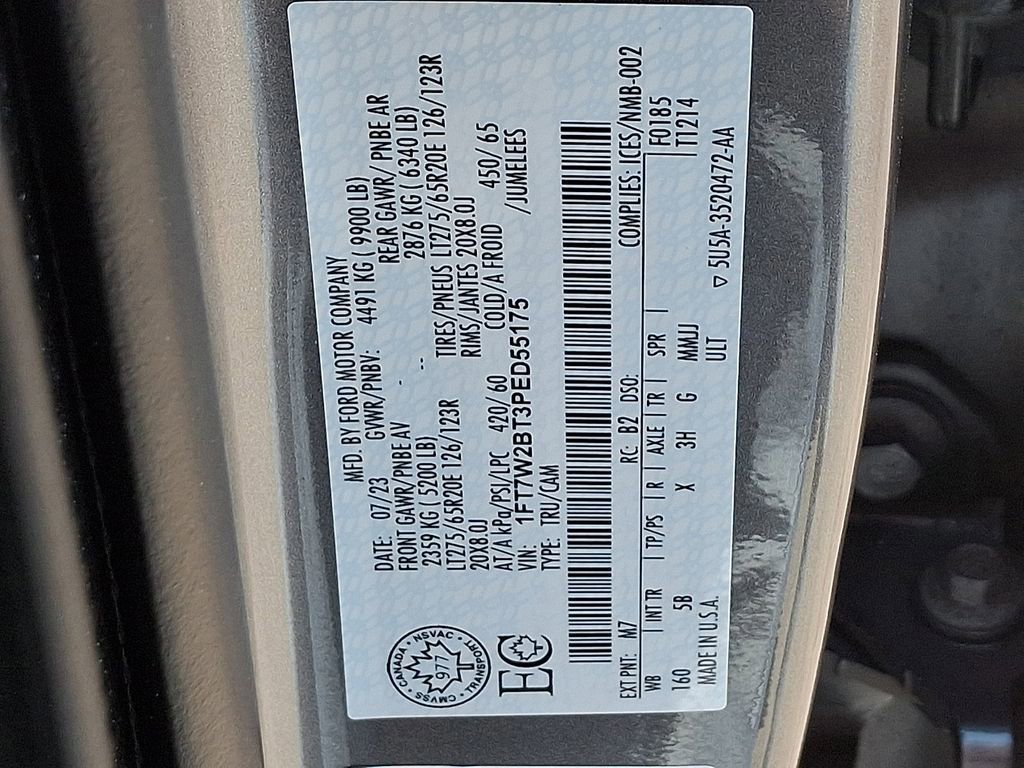 MFD. BY FORD MOTOR COMPANY
DATE: 07/23 GVWR/PNBV: 4491 KG ( 9900 LB)
FRONT GAWR/PNBE AV REAR GAWR/ PNBE AR
2359 KG ( 5200 LB) 2876 KG ( 6340 LB)
LT275/65R20E 126/123R TIRES/PNEUS LT275/65R20E 126/123R
20X8.0J RIMS/JANTES 20X8.0J
AT/A kPa/PSI/LPC 420/60 COLD/A FROID 450/65
VIN: 1FT7W2BT3PED55175 /JUMELEES
TYPE: TRU/CAM
CMVSS · CANADA · NSVAC · TRANSPORT
977
EC
EXT PNT: M7 RC: B2 DSO: COMPLIES: ICES/NMB-002
WB INT TR TP/PS R AXLE TR SPR F0185
160 5B X 3H G MMJJ T1214
MADE IN U.S.A. ULT ▽ 5U5A-3520472-AA